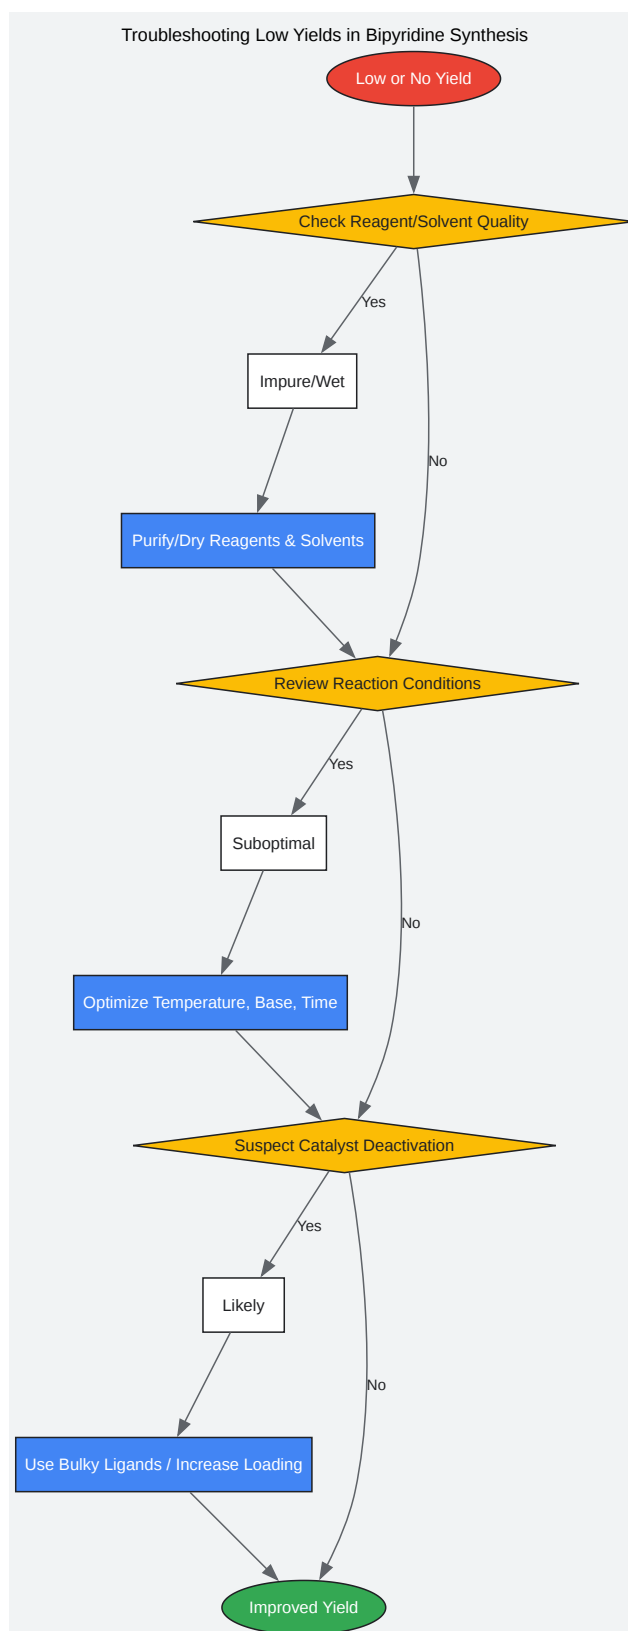 Troubleshooting Low Yields in Bipyridine Synthesis
Low or No Yield
Check Reagent/Solvent Quality
Yes
Impure/Wet
No
Purify/Dry Reagents & Solvents
Review Reaction Conditions
Yes
Suboptimal
No
Optimize Temperature, Base, Time
Suspect Catalyst Deactivation
Yes
Likely
No
Use Bulky Ligands / Increase Loading
Improved Yield